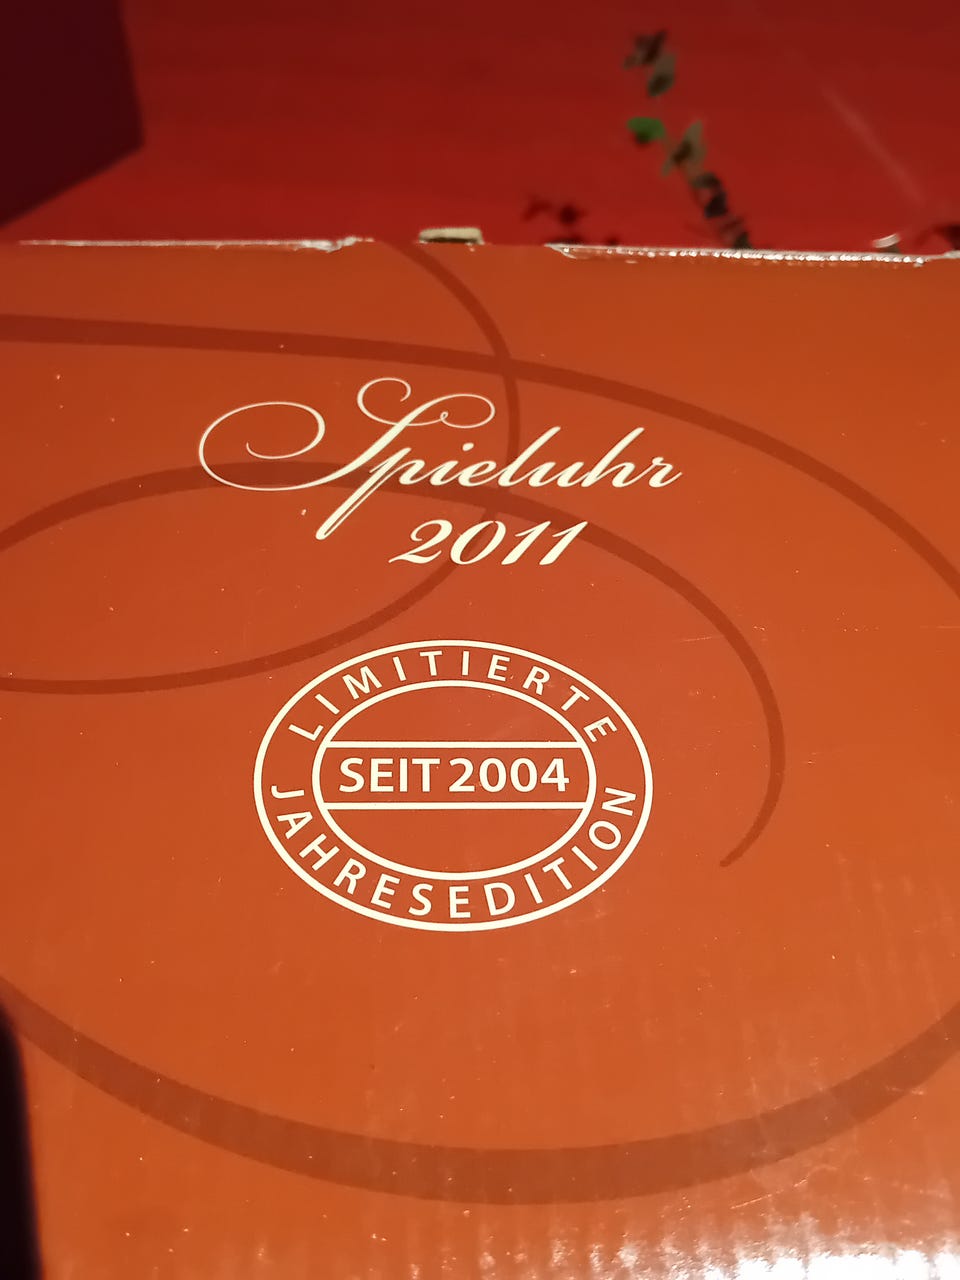 Spieluhr
2011
LIMITIERTE
SEIT 2004
JAHRESEDITION